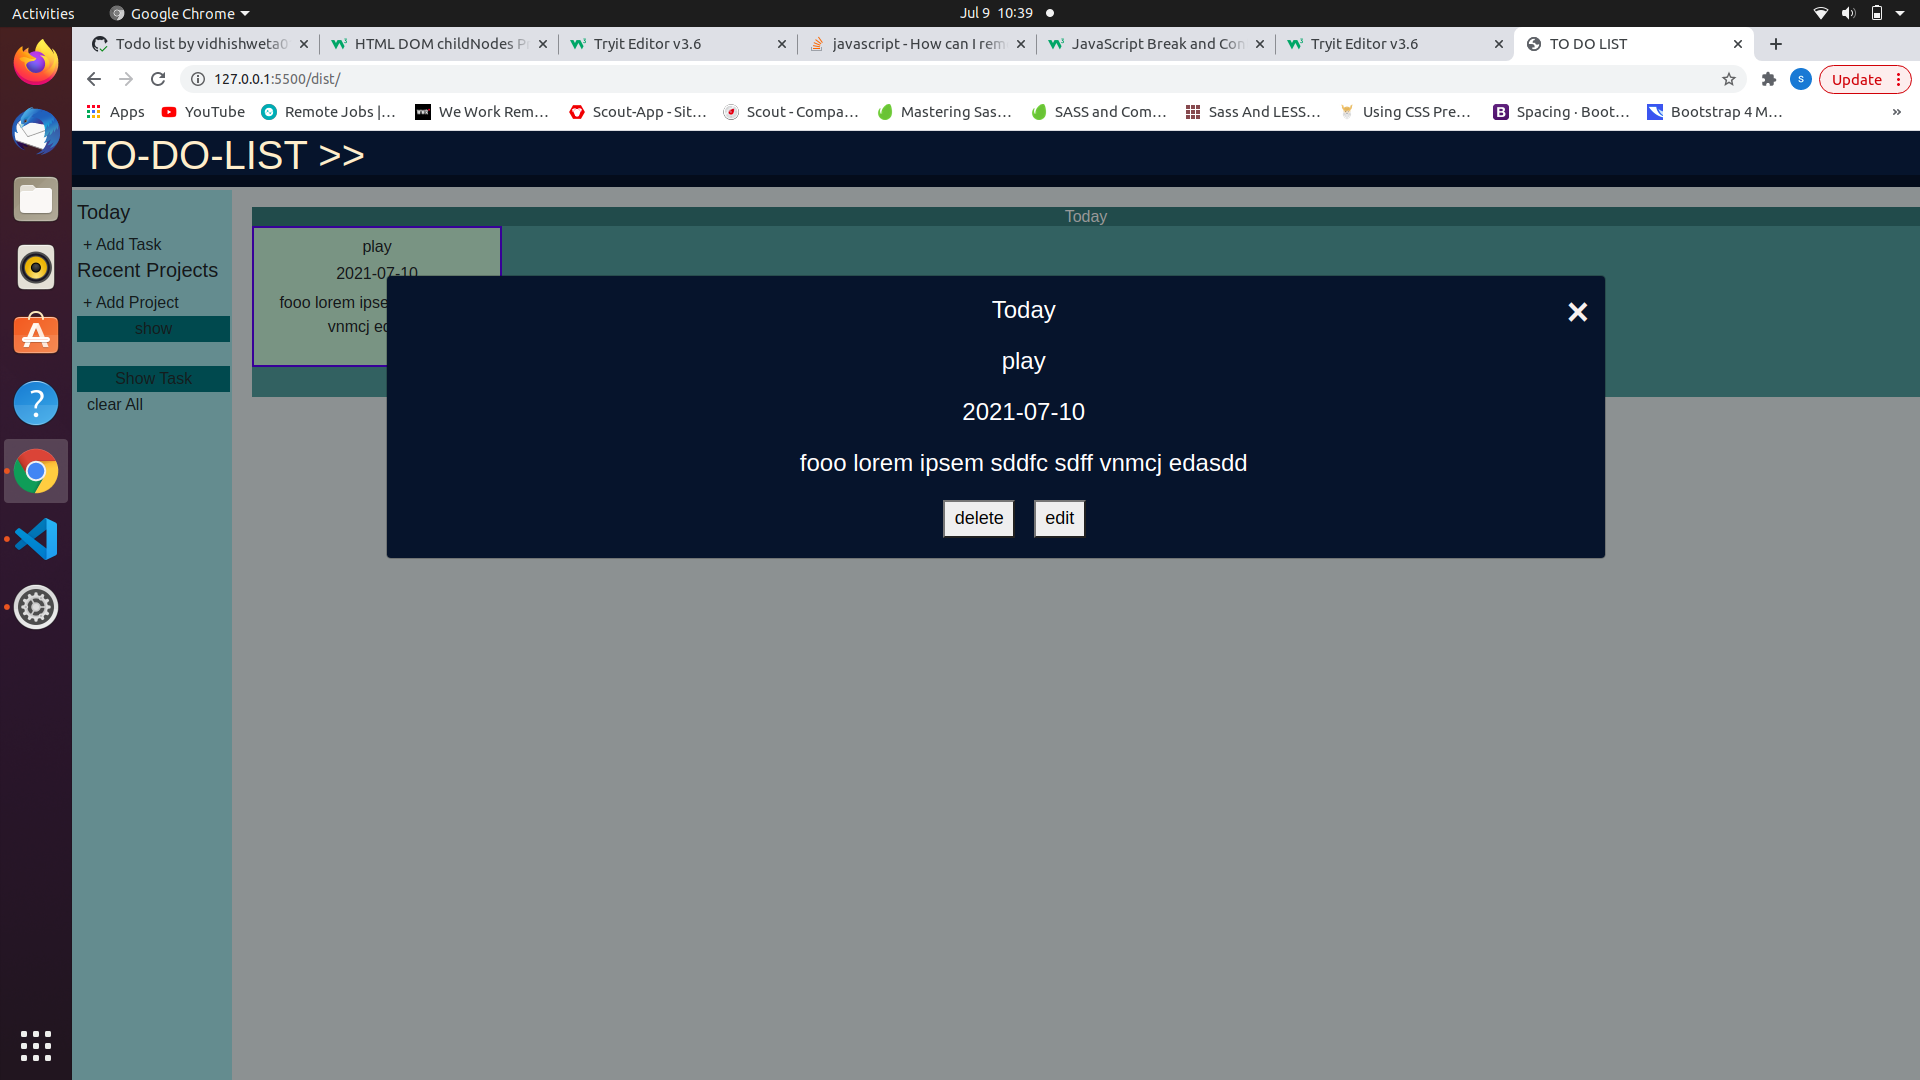 Activities
Google Chrome
Jul 9 10:39
Todo list by vidhishweta0
HTML DOM childNodes P
Tryit Editor v3.6
javascript - How can I rem
JavaScript Break and Con
Tryit Editor v3.6
TO DO LIST
127.0.0.1:5500/dist/
S
Update
Apps
YouTube
Remote Jobs |…
We Work Rem…
Scout-App - Sit…
Scout - Compa…
Mastering Sas…
SASS and Com…
Sass And LESS…
Using CSS Pre…
Spacing · Boot…
Bootstrap 4 M…
»
TO-DO-LIST >>
Today
+ Add Task
Recent Projects
+ Add Project
show
Show Task
clear All
Today
play
2021-07-10
fooo lorem ipse
vnmcj ed
Today
×
play
2021-07-10
fooo lorem ipsem sddfc sdff vnmcj edasdd
delete
edit